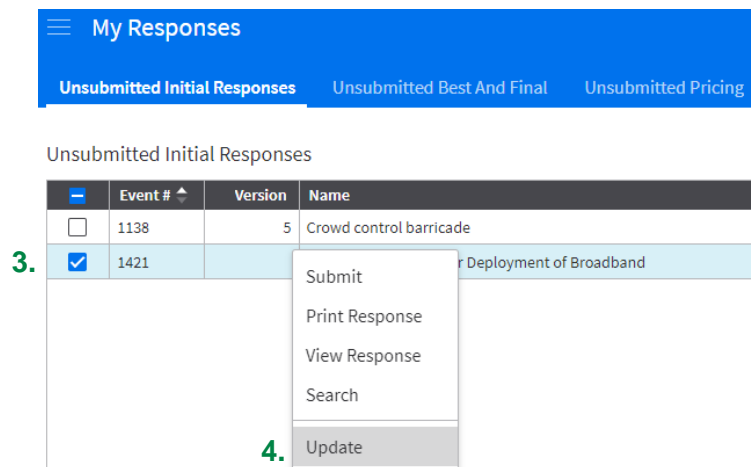 My Responses
Unsubmitted Initial Responses Unsubmitted Best And Final Unsubmitted Pricing
Unsubmitted Initial Responses
Event # Version Name
1138 5 Crowd control barricade
3. 1421 r Deployment of Broadband
Submit
Print Response
View Response
Search
4. Update